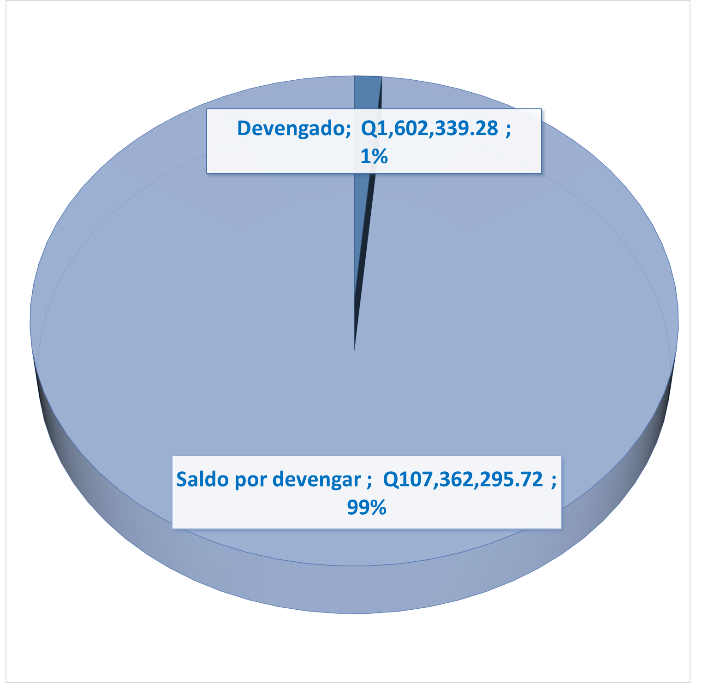 Devengado; Q1,602,339.28 ;
1%
Saldo por devengar ; Q107,362,295.72 ;
99%